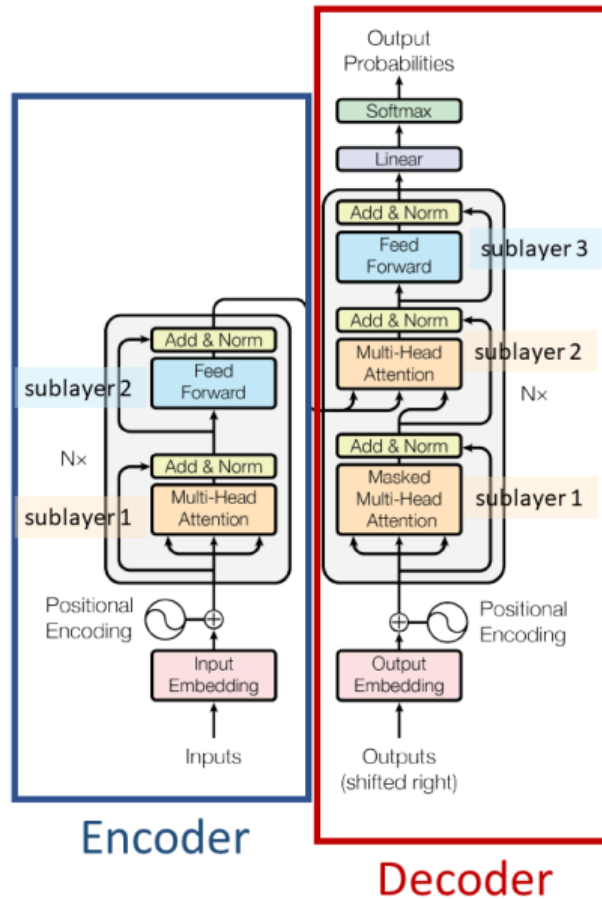 Output
Probabilities
Softmax
Linear
Add & Norm
Feed
Forward
sublayer 3
Add & Norm
Multi-Head
Attention
sublayer 2
Nx
Add & Norm
Masked
Multi-Head
Attention
sublayer 1
Positional
Encoding
Output
Embedding
Outputs
(shifted right)
Add & Norm
Feed
Forward
sublayer 2
Nx
Add & Norm
Multi-Head
Attention
sublayer 1
Positional
Encoding
Input
Embedding
Inputs
Encoder
Decoder